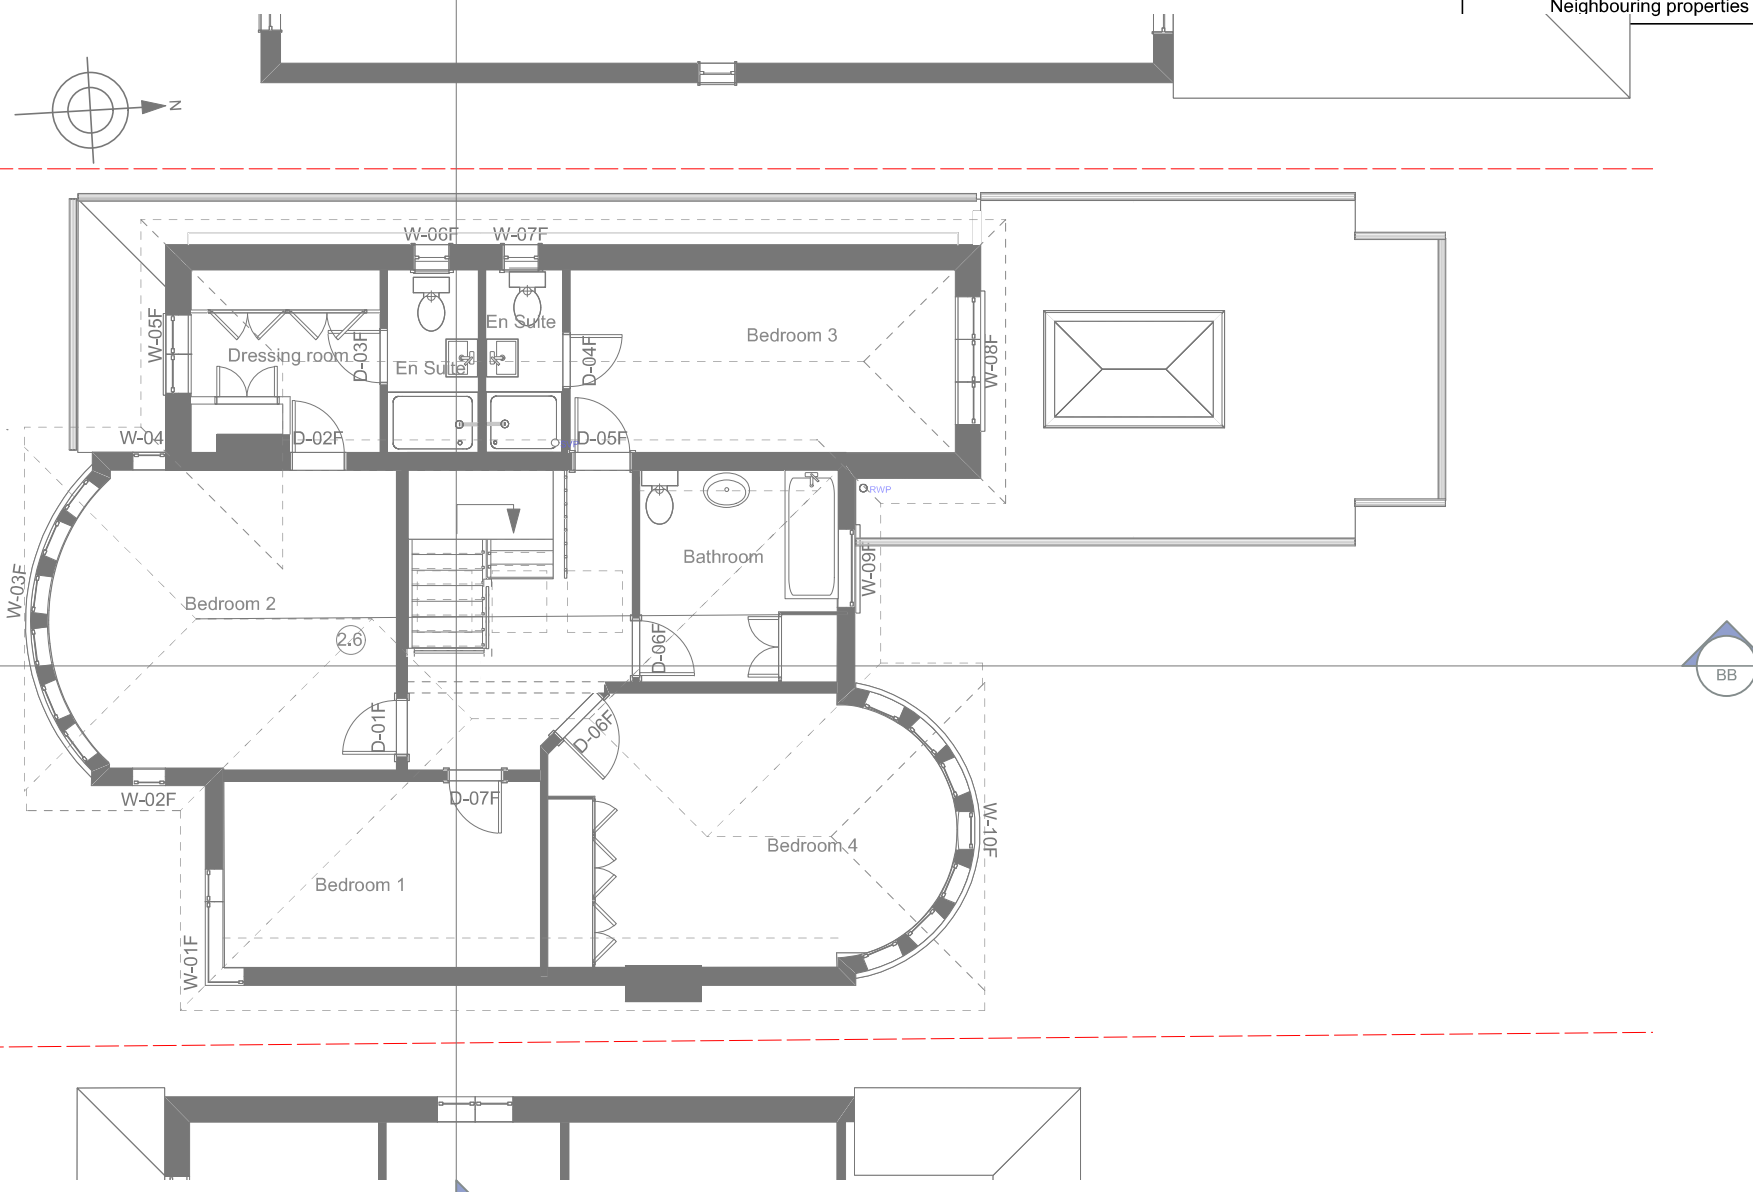 Neighbouring properties
N
W-06F
W-07F
W-05F
Dressing room
D-03F
En Suite
En Suite
D-04F
Bedroom 3
W-08F
W-04
D-02F
D-05F
RWP
W-03F
Bedroom 2
2.6
Bathroom
W-09F
D-06F
D-01F
D-06F
BB
W-02F
D-07F
Bedroom 4
W-10F
Bedroom 1
W-01F